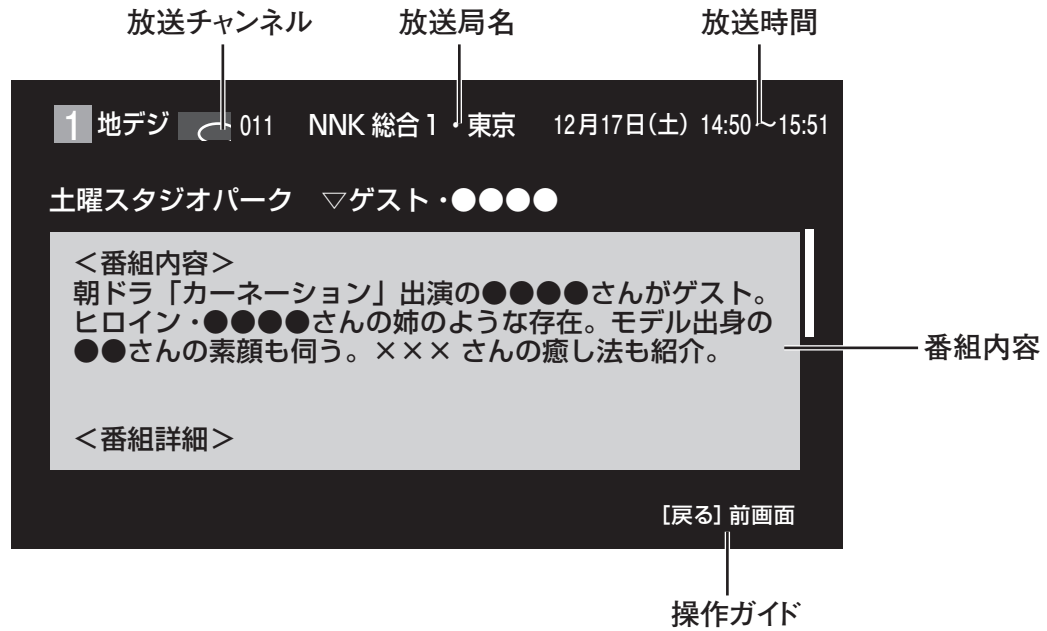 放送チャンネル 放送局名 放送時間
1 地デジ 011 NNK 総合1・東京 12月17日(土) 14:50～15:51
土曜スタジオパーク ▽ゲスト・●●●●
＜番組内容＞
朝ドラ「カーネーション」出演の●●●●さんがゲスト。
ヒロイン・●●●●さんの姉のような存在。モデル出身の
●●さんの素顔も伺う。××× さんの癒し法も紹介。
番組内容
＜番組詳細＞
[戻る] 前画面
操作ガイド